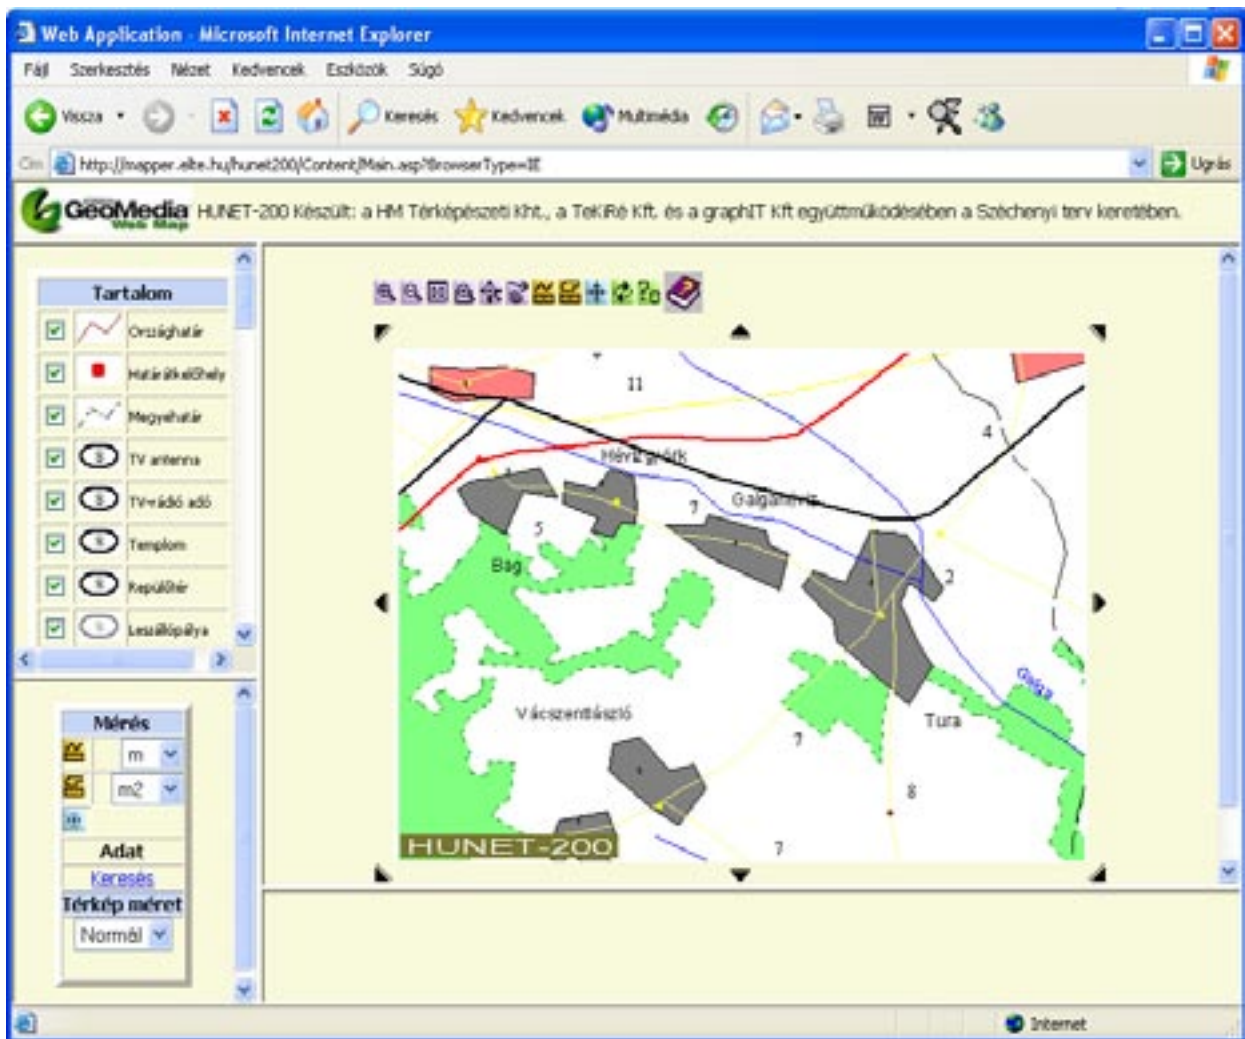 Web Application - Microsoft Internet Explorer
Fájl Szerkesztés Nézet Kedvencek Eszközök Súgó
Vissza Keresés Kedvencek Multimédia
Cím http://mapper.elte.hu/hunet200/Content/Main.asp?BrowserType=IE Ugrás
GeoMedia Web Map HUNET-200 Készült: a HM Térképészeti Kht., a TeKiRé Kft. és a graphIT Kft együttműködésében a Széchenyi terv keretében.
Tartalom
Országhatár
Határátkelőhely
Megyehatár
TV antenna
TV+rádió adó
Templom
Repülőtér
Leszállópálya
Mérés
m
m2
Adat
Keresés
Térkép méret
Normál
11
4
Hévízgyörk
Galgahévíz
7
5
Bag
2
Galga
Vácszentlászló
Tura
7
8
7
HUNET-200
Internet